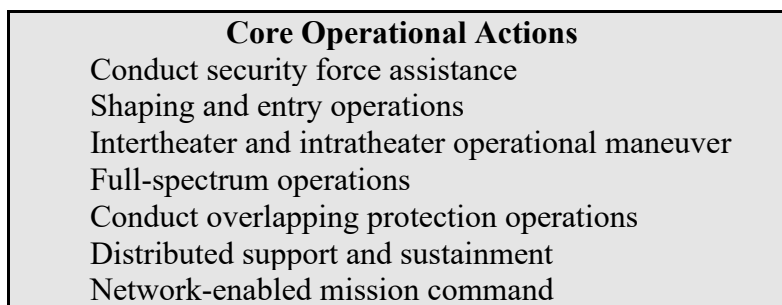 Core Operational Actions
Conduct security force assistance
Shaping and entry operations
Intertheater and intratheater operational maneuver
Full-spectrum operations
Conduct overlapping protection operations
Distributed support and sustainment
Network-enabled mission command